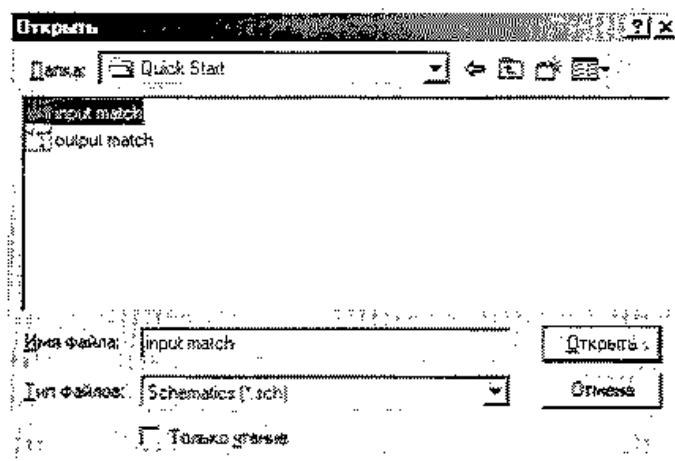 Открыть
Папка: Quick Start
input match
output match
Имя файла: input match Открыть
Тип файлов: Schematics (*.sch) Отмена
Только чтение